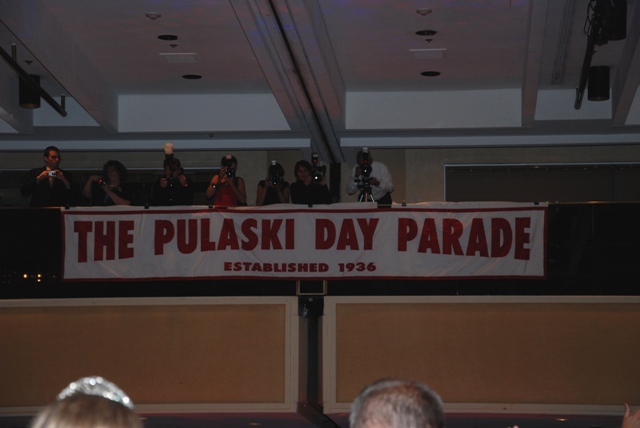 THE PULASKI DAY PARADE
ESTABLISHED 1936